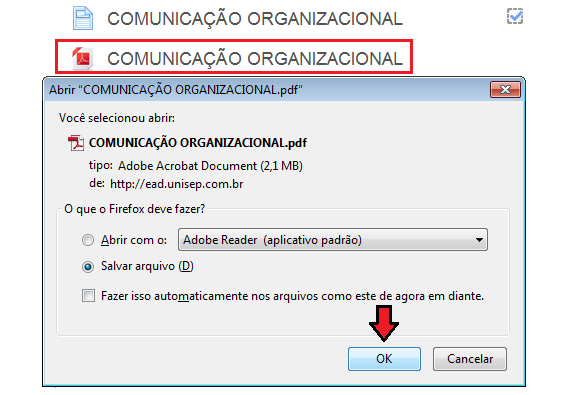 COMUNICAÇÃO ORGANIZACIONAL
COMUNICAÇÃO ORGANIZACIONAL
Abrir “COMUNICAÇÃO ORGANIZACIONAL.pdf”
Você selecionou abrir:
COMUNICAÇÃO ORGANIZACIONAL.pdf
tipo: Adobe Acrobat Document (2,1 MB)
de: http://ead.unisep.com.br
O que o Firefox deve fazer?
Abrir com o: Adobe Reader (aplicativo padrão)
Salvar arquivo (D)
Fazer isso automaticamente nos arquivos como este de agora em diante.
OK Cancelar